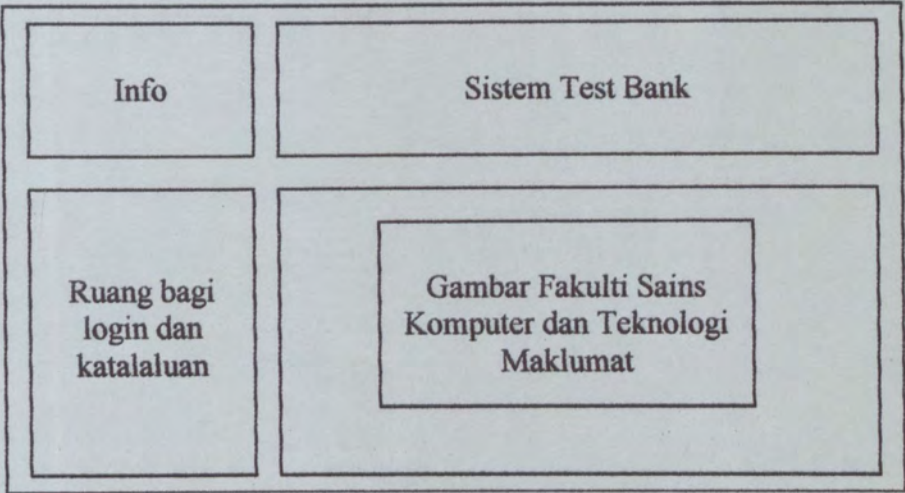 Info
Sistem Test Bank
Ruang bagi
login dan
katalaluan
Gambar Fakulti Sains
Komputer dan Teknologi
Maklumat